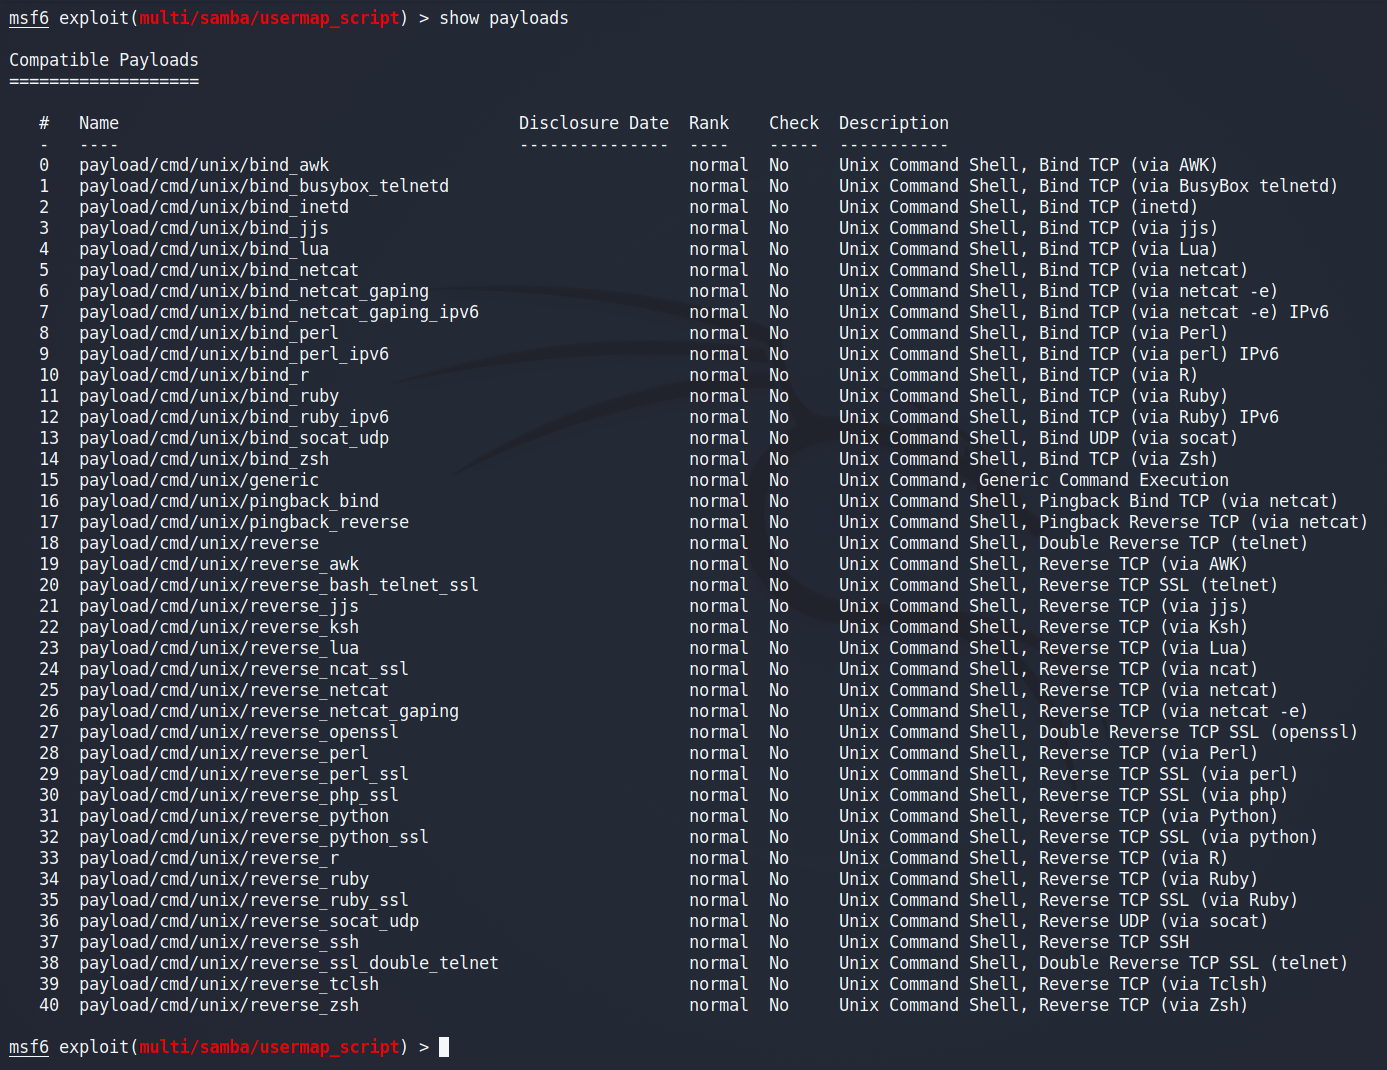 msf6 exploit(multi/samba/usermap_script) > show payloads
Compatible Payloads
===================
# Name Disclosure Date Rank Check Description
- ---- --------------- ---- ----- -----------
0 payload/cmd/unix/bind_awk normal No Unix Command Shell, Bind TCP (via AWK)
1 payload/cmd/unix/bind_busybox_telnetd normal No Unix Command Shell, Bind TCP (via BusyBox telnetd)
2 payload/cmd/unix/bind_inetd normal No Unix Command Shell, Bind TCP (inetd)
3 payload/cmd/unix/bind_jjs normal No Unix Command Shell, Bind TCP (via jjs)
4 payload/cmd/unix/bind_lua normal No Unix Command Shell, Bind TCP (via Lua)
5 payload/cmd/unix/bind_netcat normal No Unix Command Shell, Bind TCP (via netcat)
6 payload/cmd/unix/bind_netcat_gaping normal No Unix Command Shell, Bind TCP (via netcat -e)
7 payload/cmd/unix/bind_netcat_gaping_ipv6 normal No Unix Command Shell, Bind TCP (via netcat -e) IPv6
8 payload/cmd/unix/bind_perl normal No Unix Command Shell, Bind TCP (via Perl)
9 payload/cmd/unix/bind_perl_ipv6 normal No Unix Command Shell, Bind TCP (via perl) IPv6
10 payload/cmd/unix/bind_r normal No Unix Command Shell, Bind TCP (via R)
11 payload/cmd/unix/bind_ruby normal No Unix Command Shell, Bind TCP (via Ruby)
12 payload/cmd/unix/bind_ruby_ipv6 normal No Unix Command Shell, Bind TCP (via Ruby) IPv6
13 payload/cmd/unix/bind_socat_udp normal No Unix Command Shell, Bind UDP (via socat)
14 payload/cmd/unix/bind_zsh normal No Unix Command Shell, Bind TCP (via Zsh)
15 payload/cmd/unix/generic normal No Unix Command, Generic Command Execution
16 payload/cmd/unix/pingback_bind normal No Unix Command Shell, Pingback Bind TCP (via netcat)
17 payload/cmd/unix/pingback_reverse normal No Unix Command Shell, Pingback Reverse TCP (via netcat)
18 payload/cmd/unix/reverse normal No Unix Command Shell, Double Reverse TCP (telnet)
19 payload/cmd/unix/reverse_awk normal No Unix Command Shell, Reverse TCP (via AWK)
20 payload/cmd/unix/reverse_bash_telnet_ssl normal No Unix Command Shell, Reverse TCP SSL (telnet)
21 payload/cmd/unix/reverse_jjs normal No Unix Command Shell, Reverse TCP (via jjs)
22 payload/cmd/unix/reverse_ksh normal No Unix Command Shell, Reverse TCP (via Ksh)
23 payload/cmd/unix/reverse_lua normal No Unix Command Shell, Reverse TCP (via Lua)
24 payload/cmd/unix/reverse_ncat_ssl normal No Unix Command Shell, Reverse TCP (via ncat)
25 payload/cmd/unix/reverse_netcat normal No Unix Command Shell, Reverse TCP (via netcat)
26 payload/cmd/unix/reverse_netcat_gaping normal No Unix Command Shell, Reverse TCP (via netcat -e)
27 payload/cmd/unix/reverse_openssl normal No Unix Command Shell, Double Reverse TCP SSL (openssl)
28 payload/cmd/unix/reverse_perl normal No Unix Command Shell, Reverse TCP (via Perl)
29 payload/cmd/unix/reverse_perl_ssl normal No Unix Command Shell, Reverse TCP SSL (via perl)
30 payload/cmd/unix/reverse_php_ssl normal No Unix Command Shell, Reverse TCP SSL (via php)
31 payload/cmd/unix/reverse_python normal No Unix Command Shell, Reverse TCP (via Python)
32 payload/cmd/unix/reverse_python_ssl normal No Unix Command Shell, Reverse TCP SSL (via python)
33 payload/cmd/unix/reverse_r normal No Unix Command Shell, Reverse TCP (via R)
34 payload/cmd/unix/reverse_ruby normal No Unix Command Shell, Reverse TCP (via Ruby)
35 payload/cmd/unix/reverse_ruby_ssl normal No Unix Command Shell, Reverse TCP SSL (via Ruby)
36 payload/cmd/unix/reverse_socat_udp normal No Unix Command Shell, Reverse UDP (via socat)
37 payload/cmd/unix/reverse_ssh normal No Unix Command Shell, Reverse TCP SSH
38 payload/cmd/unix/reverse_ssl_double_telnet normal No Unix Command Shell, Double Reverse TCP SSL (telnet)
39 payload/cmd/unix/reverse_tclsh normal No Unix Command Shell, Reverse TCP (via Tclsh)
40 payload/cmd/unix/reverse_zsh normal No Unix Command Shell, Reverse TCP (via Zsh)
msf6 exploit(multi/samba/usermap_script) >